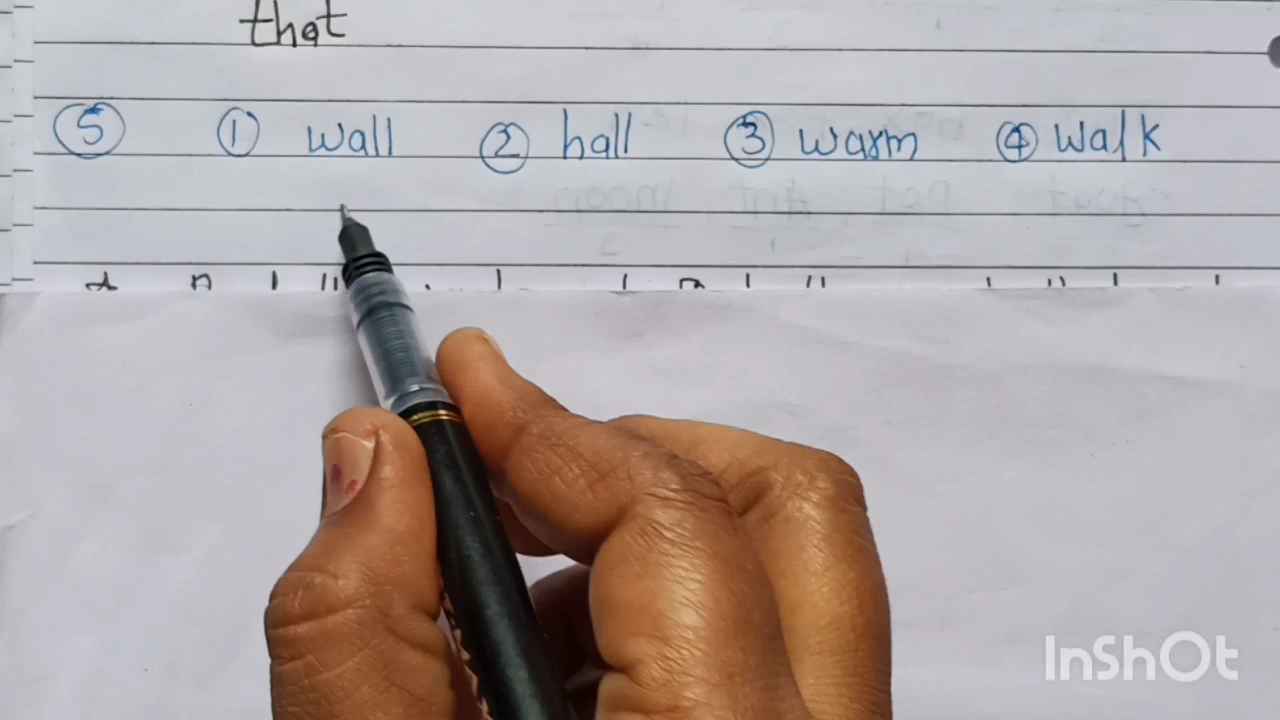 that
⑤ ① wall ② hall ③ warm ④ walk
InShOt